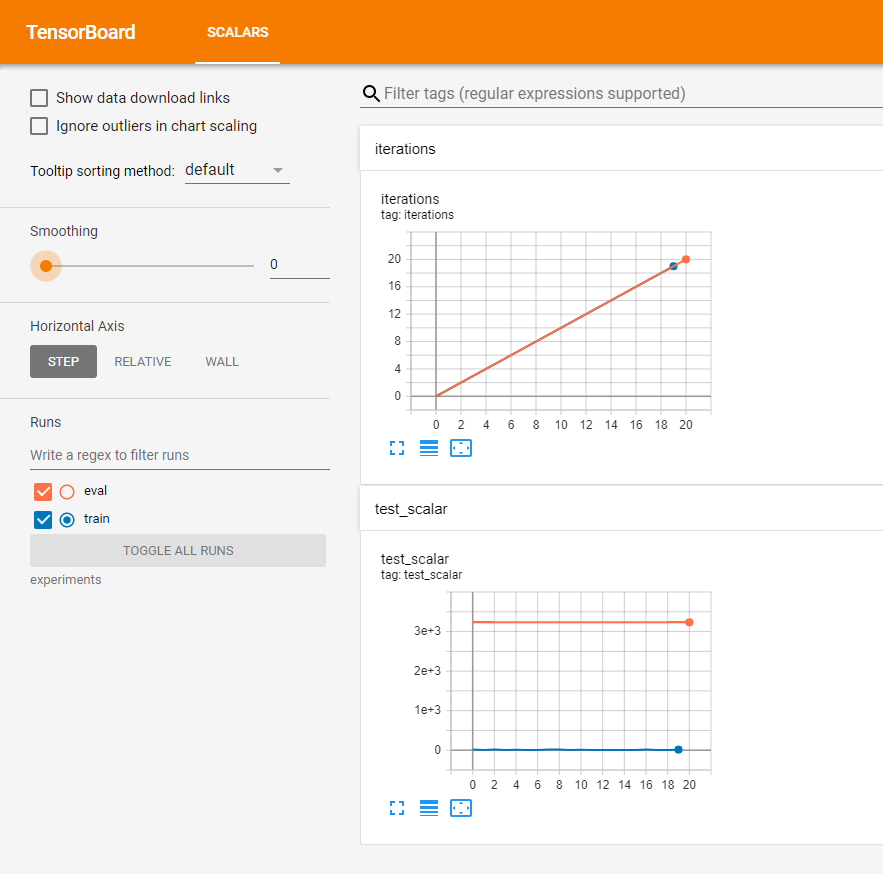 TensorBoard
SCALARS
Show data download links
Ignore outliers in chart scaling
Tooltip sorting method: default
Smoothing
0
Horizontal Axis
STEP RELATIVE WALL
Runs
Write a regex to filter runs
eval
train
TOGGLE ALL RUNS
experiments
Filter tags (regular expressions supported)
iterations
iterations
tag: iterations
20
16
12
8
4
0
0 2 4 6 8 10 12 14 16 18 20
test_scalar
test_scalar
tag: test_scalar
3e+3
2e+3
1e+3
0
0 2 4 6 8 10 12 14 16 18 20